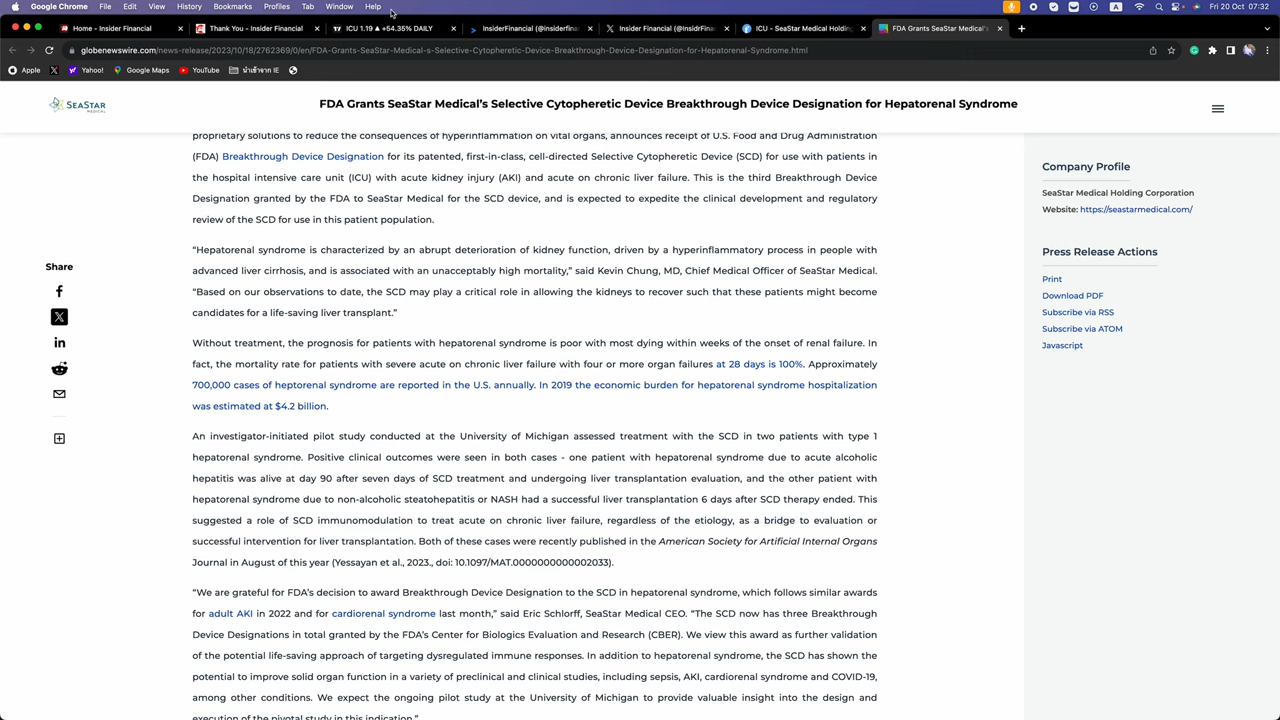 Chrome File Edit View History Bookmarks Profiles Tab Window Help A Fri 20 Oct 07:32
Home - Insider Financial Thank You - Insider Financial ICU 1.19 ▲ +54.35% DAILY InsiderFinancial (@insiderfin Insider Financial (@InsidrFinan ICU - SeaStar Medical Holding FDA Grants SeaStar Medical's
globenewswire.com/news-release/2023/10/18/2762369/0/en/FDA-Grants-SeaStar-Medical-s-Selective-Cytopheretic-Device-Breakthrough-Device-Designation-for-Hepatorenal-Syndrome.html
Apple X Yahoo! Google Maps YouTube นำเข้าจาก IE
SEASTAR
MEDICAL
FDA Grants SeaStar Medical’s Selective Cytopheretic Device Breakthrough Device Designation for Hepatorenal Syndrome
proprietary solutions to reduce the consequences of hyperinflammation on vital organs, announces receipt of U.S. Food and Drug Administration
(FDA) Breakthrough Device Designation for its patented, first-in-class, cell-directed Selective Cytopheretic Device (SCD) for use with patients in
the hospital intensive care unit (ICU) with acute kidney injury (AKI) and acute on chronic liver failure. This is the third Breakthrough Device
Designation granted by the FDA to SeaStar Medical for the SCD device, and is expected to expedite the clinical development and regulatory
review of the SCD for use in this patient population.
“Hepatorenal syndrome is characterized by an abrupt deterioration of kidney function, driven by a hyperinflammatory process in people with
advanced liver cirrhosis, and is associated with an unacceptably high mortality,” said Kevin Chung, MD, Chief Medical Officer of SeaStar Medical.
“Based on our observations to date, the SCD may play a critical role in allowing the kidneys to recover such that these patients might become
candidates for a life-saving liver transplant.”
Without treatment, the prognosis for patients with hepatorenal syndrome is poor with most dying within weeks of the onset of renal failure. In
fact, the mortality rate for patients with severe acute on chronic liver failure with four or more organ failures at 28 days is 100%. Approximately
700,000 cases of heptorenal syndrome are reported in the U.S. annually. In 2019 the economic burden for hepatorenal syndrome hospitalization
was estimated at $4.2 billion.
An investigator-initiated pilot study conducted at the University of Michigan assessed treatment with the SCD in two patients with type 1
hepatorenal syndrome. Positive clinical outcomes were seen in both cases - one patient with hepatorenal syndrome due to acute alcoholic
hepatitis was alive at day 90 after seven days of SCD treatment and undergoing liver transplantation evaluation, and the other patient with
hepatorenal syndrome due to non-alcoholic steatohepatitis or NASH had a successful liver transplantation 6 days after SCD therapy ended. This
suggested a role of SCD immunomodulation to treat acute on chronic liver failure, regardless of the etiology, as a bridge to evaluation or
successful intervention for liver transplantation. Both of these cases were recently published in the American Society for Artificial Internal Organs
Journal in August of this year (Yessayan et al., 2023., doi: 10.1097/MAT.0000000000002033).
“We are grateful for FDA’s decision to award Breakthrough Device Designation to the SCD in hepatorenal syndrome, which follows similar awards
for adult AKI in 2022 and for cardiorenal syndrome last month,” said Eric Schlorff, SeaStar Medical CEO. “The SCD now has three Breakthrough
Device Designations in total granted by the FDA’s Center for Biologics Evaluation and Research (CBER). We view this award as further validation
of the potential life-saving approach of targeting dysregulated immune responses. In addition to hepatorenal syndrome, the SCD has shown the
potential to improve solid organ function in a variety of preclinical and clinical studies, including sepsis, AKI, cardiorenal syndrome and COVID-19,
among other conditions. We expect the ongoing pilot study at the University of Michigan to provide valuable insight into the design and
execution of the pivotal study in this indication.”
Share
Company Profile
SeaStar Medical Holding Corporation
Website: https://seastarmedical.com/
Press Release Actions
Print
Download PDF
Subscribe via RSS
Subscribe via ATOM
Javascript